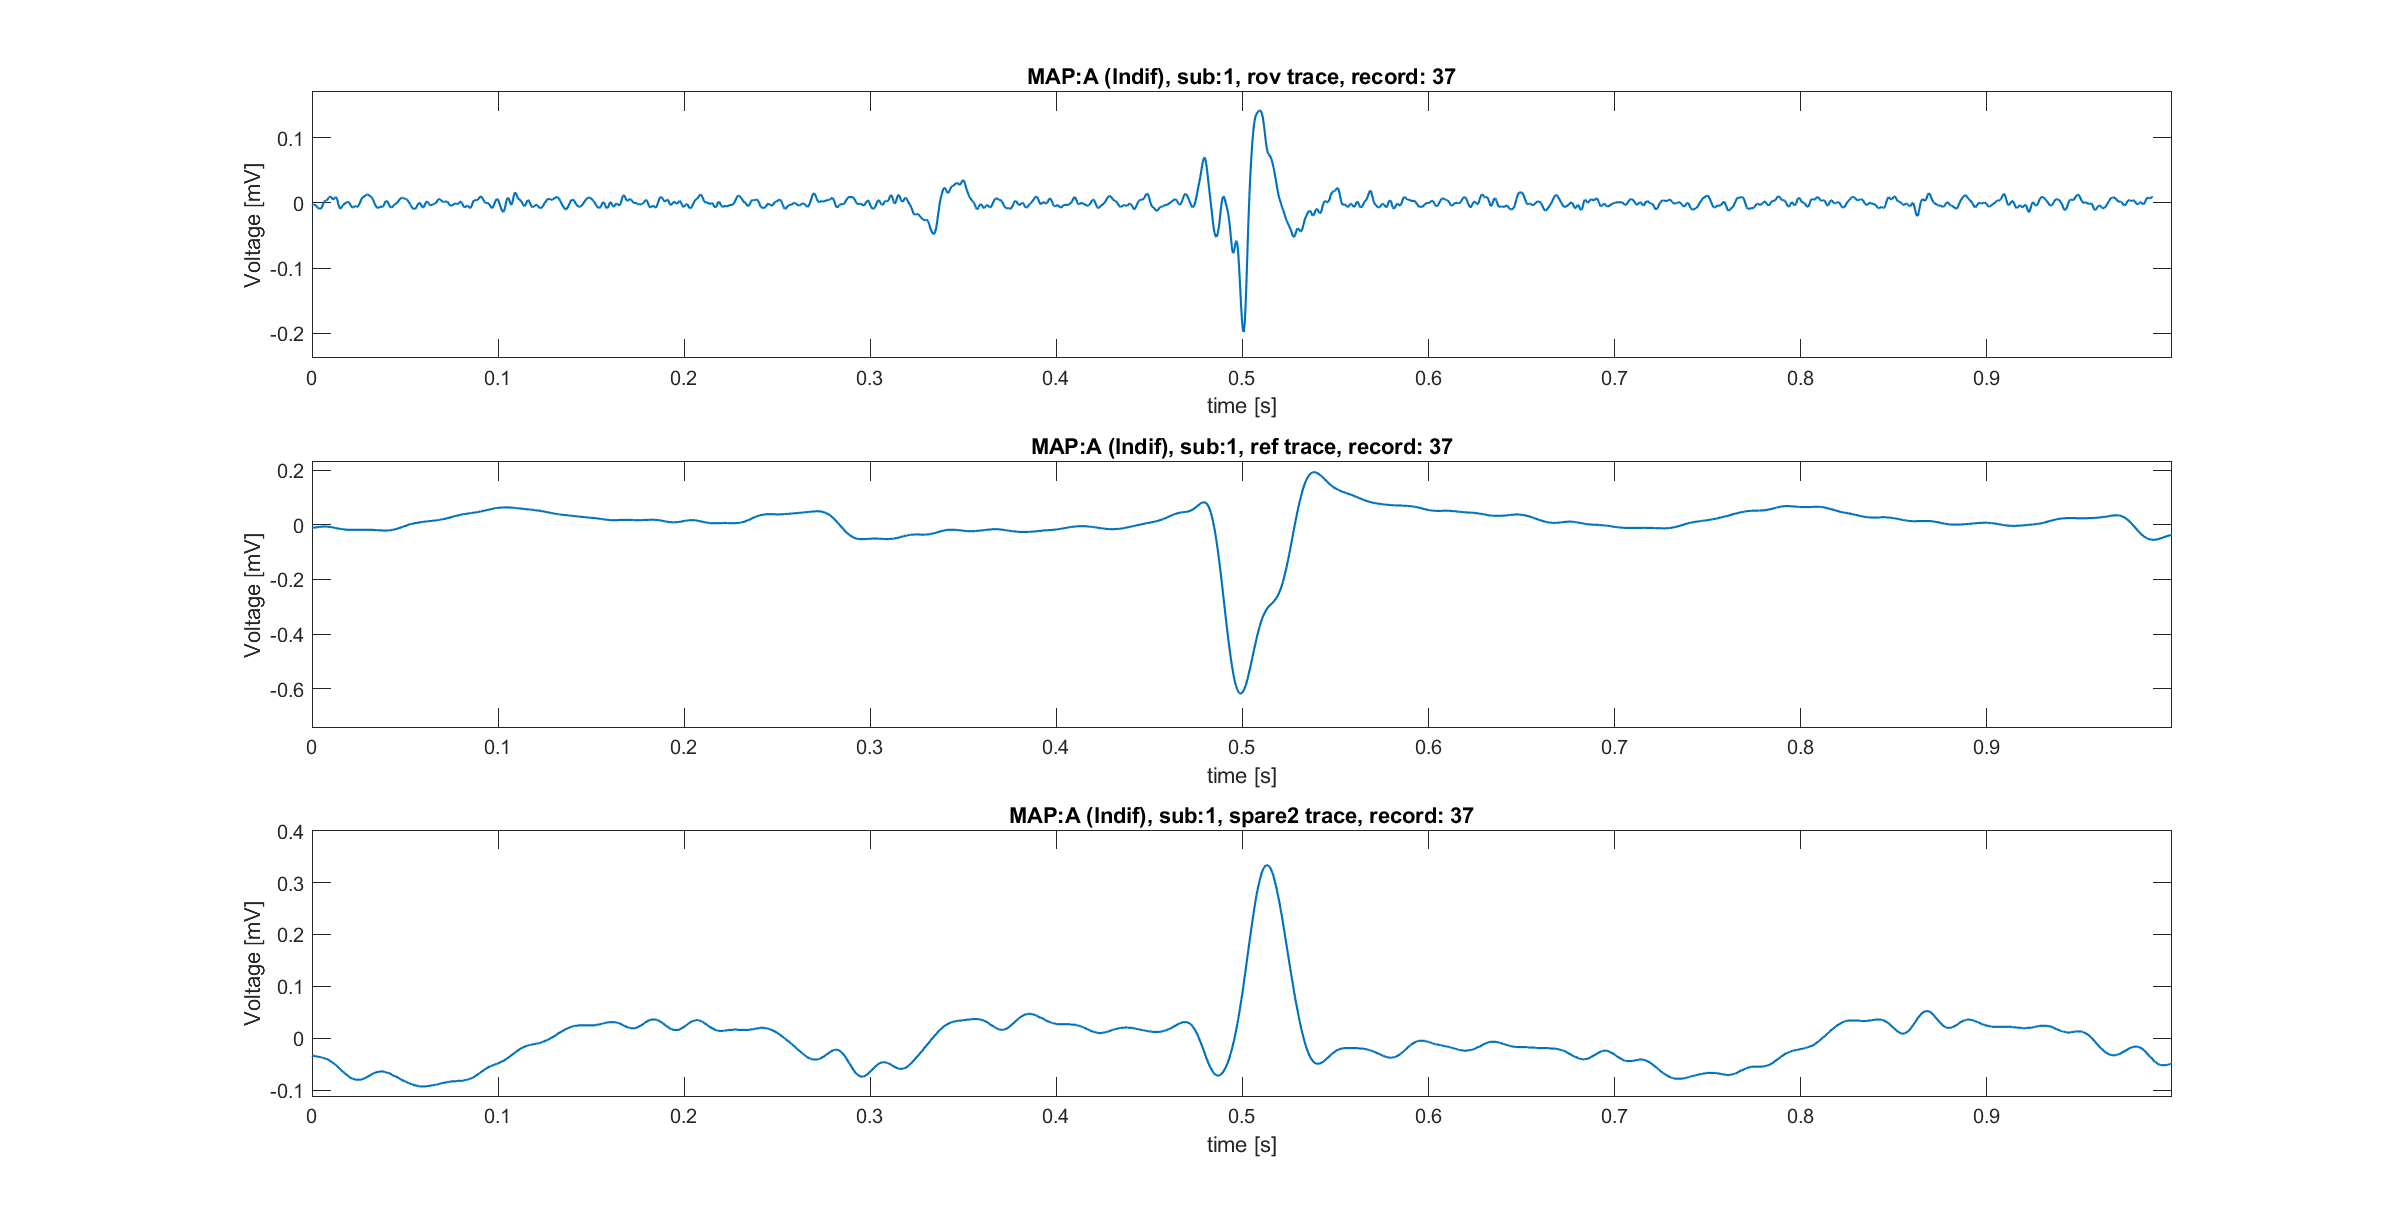 MAP:A (Indif), sub:1, rov trace, record: 37
Voltage [mV]
0.1
0
-0.1
-0.2
0 0.1 0.2 0.3 0.4 0.5 0.6 0.7 0.8 0.9
time [s]
MAP:A (Indif), sub:1, ref trace, record: 37
Voltage [mV]
0.2
0
-0.2
-0.4
-0.6
0 0.1 0.2 0.3 0.4 0.5 0.6 0.7 0.8 0.9
time [s]
MAP:A (Indif), sub:1, spare2 trace, record: 37
Voltage [mV]
0.4
0.3
0.2
0.1
0
-0.1
0 0.1 0.2 0.3 0.4 0.5 0.6 0.7 0.8 0.9
time [s]